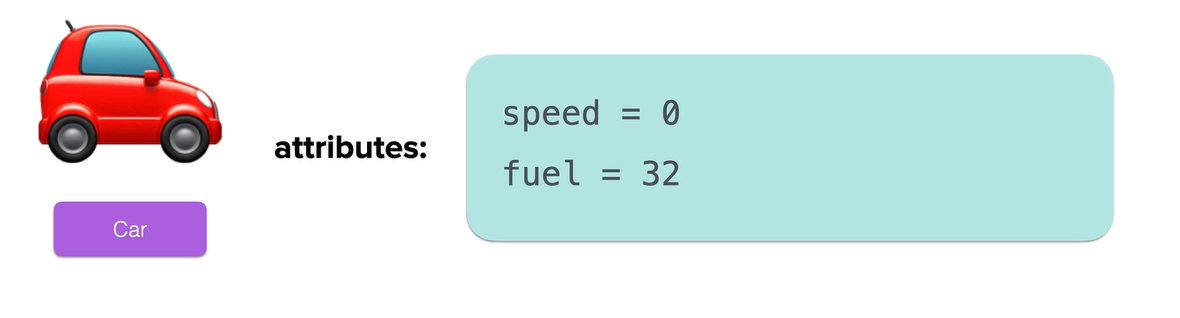 attributes:
speed = 0
fuel = 32
Car